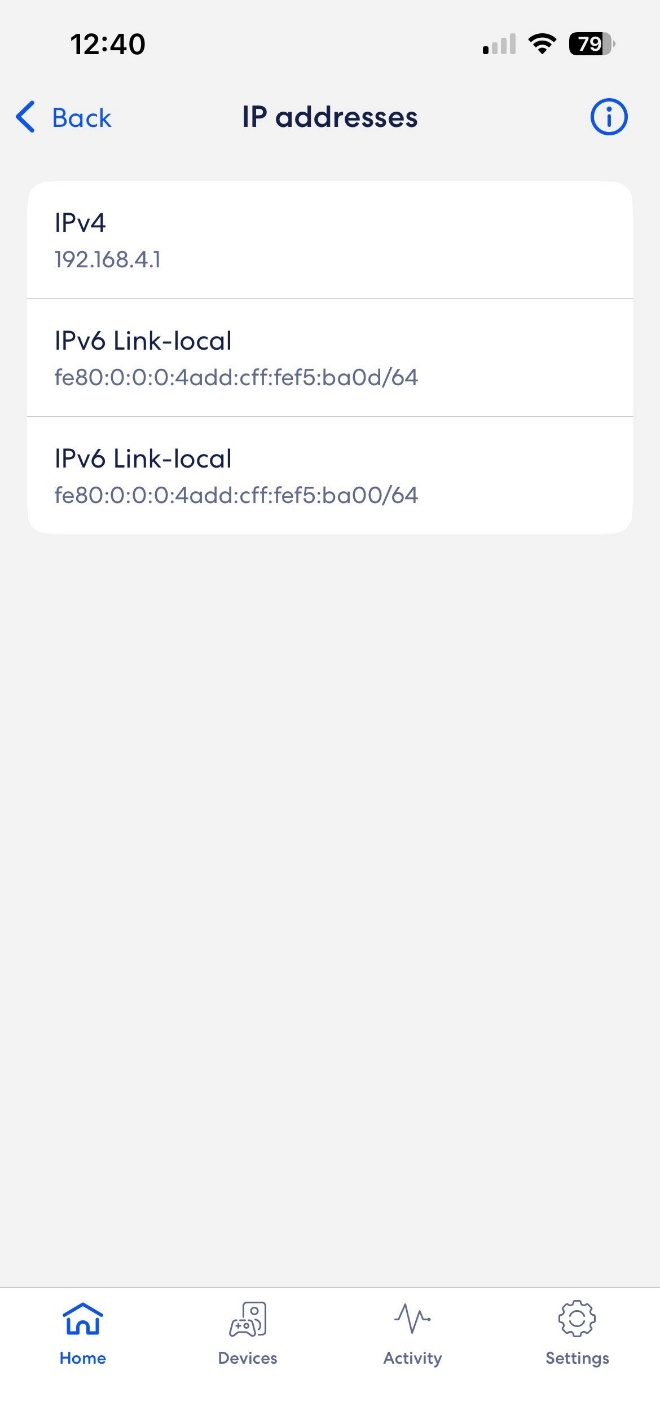 12:40
79
Back
IP addresses
IPv4
192.168.4.1
IPv6 Link-local
fe80:0:0:0:4add:cff:fef5:ba0d/64
IPv6 Link-local
fe80:0:0:0:4add:cff:fef5:ba00/64
Home
Devices
Activity
Settings